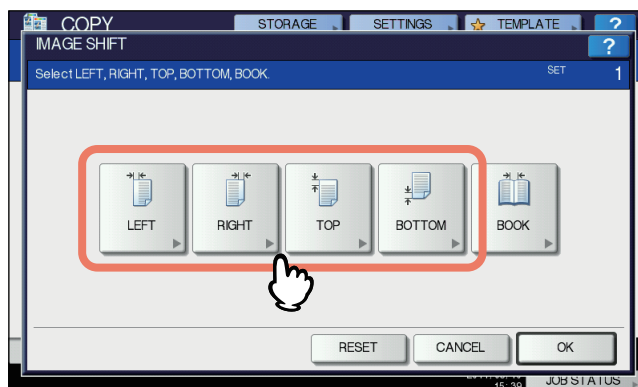 COPY STORAGE SETTINGS TEMPLATE ?
IMAGE SHIFT ?
Select LEFT, RIGHT, TOP, BOTTOM, BOOK. SET 1
LEFT RIGHT TOP BOTTOM BOOK
RESET CANCEL OK
15:39 JOB STATUS